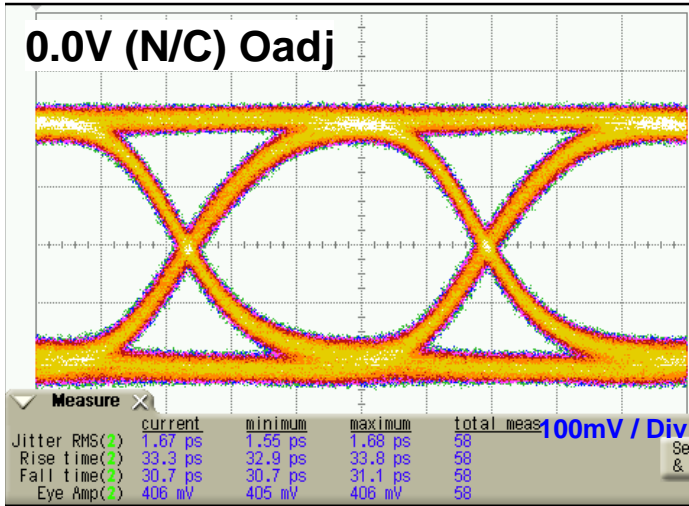 0.0V (N/C) Oadj
Measure
current minimum maximum total meas
100mV / Div
Jitter RMS(2) 1.67 ps 1.55 ps 1.68 ps 58
Rise time(2) 33.3 ps 32.9 ps 33.8 ps 58
Fall time(2) 30.7 ps 30.7 ps 31.1 ps 58
Eye Amp(2) 406 mV 405 mV 406 mV 58
Se
&